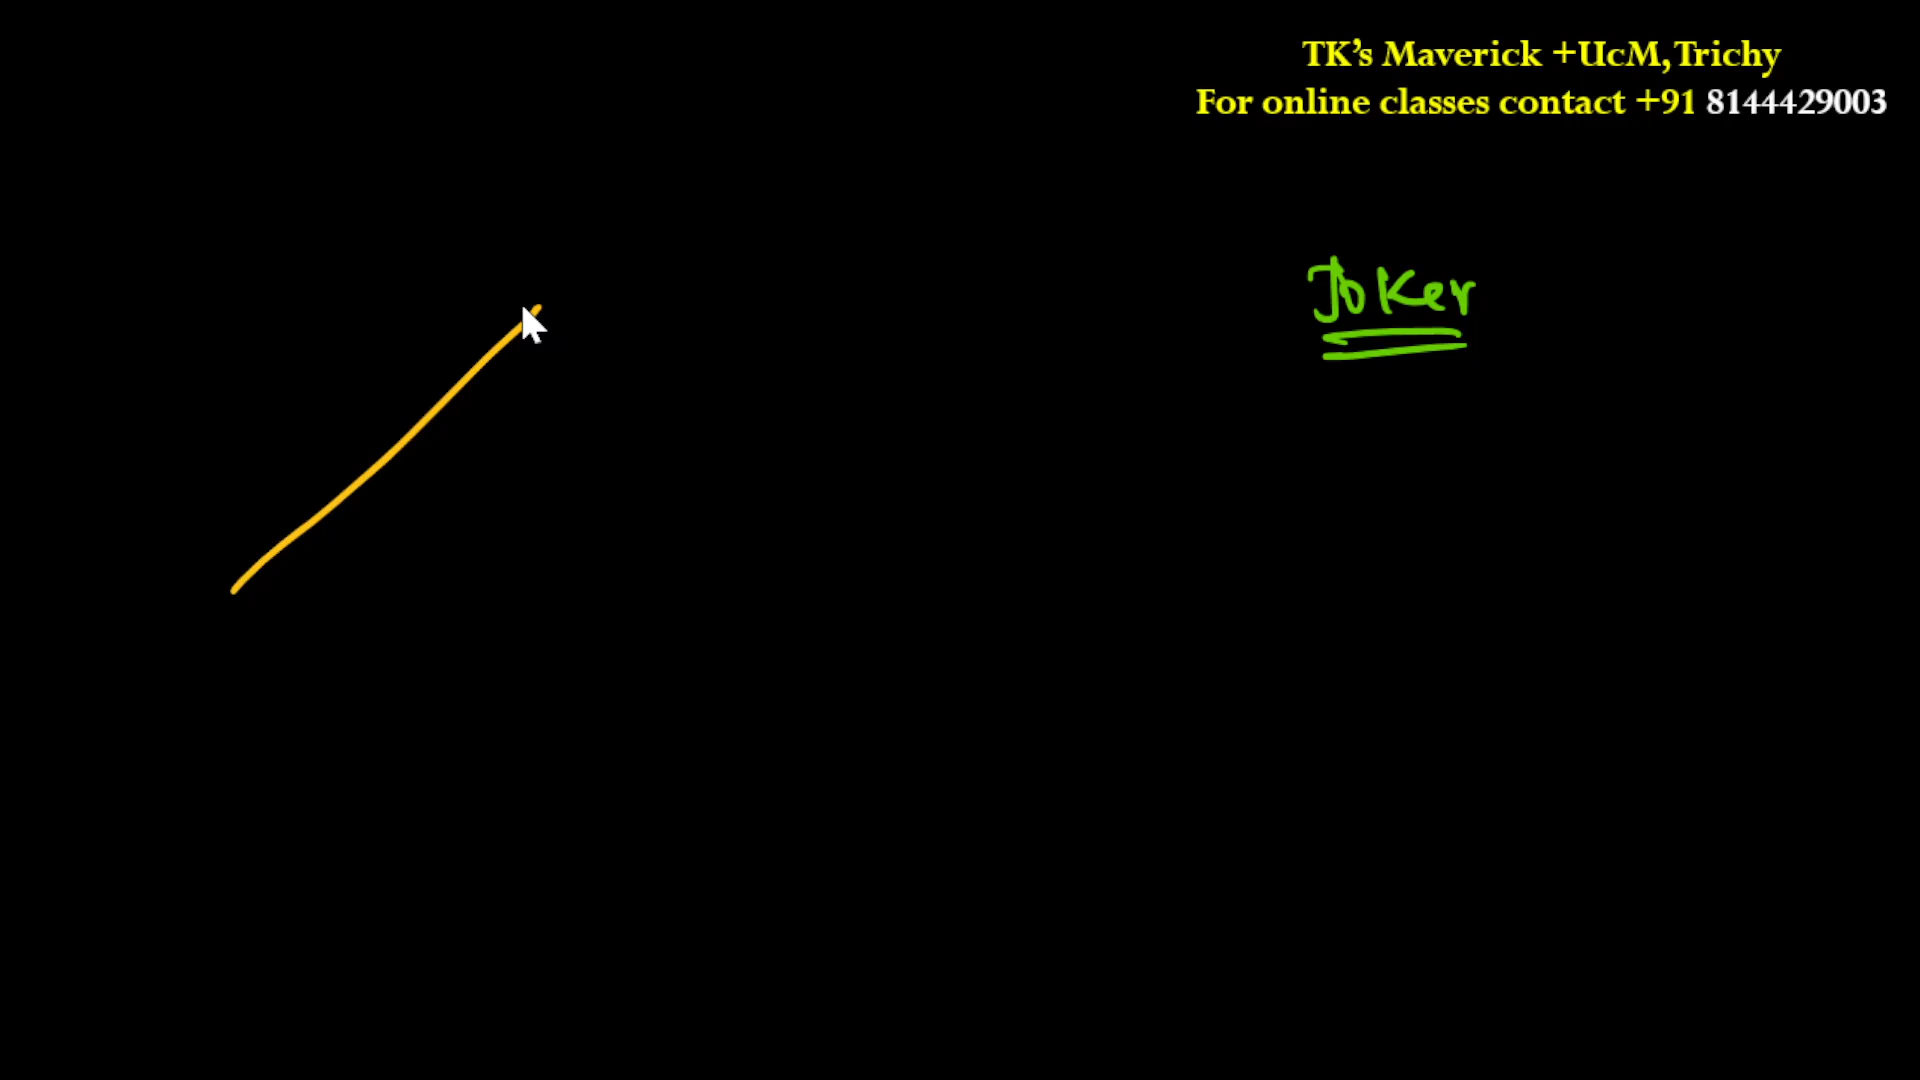 TK's Maverick +UcM, Trichy
For online classes contact +91 8144429003
Joker